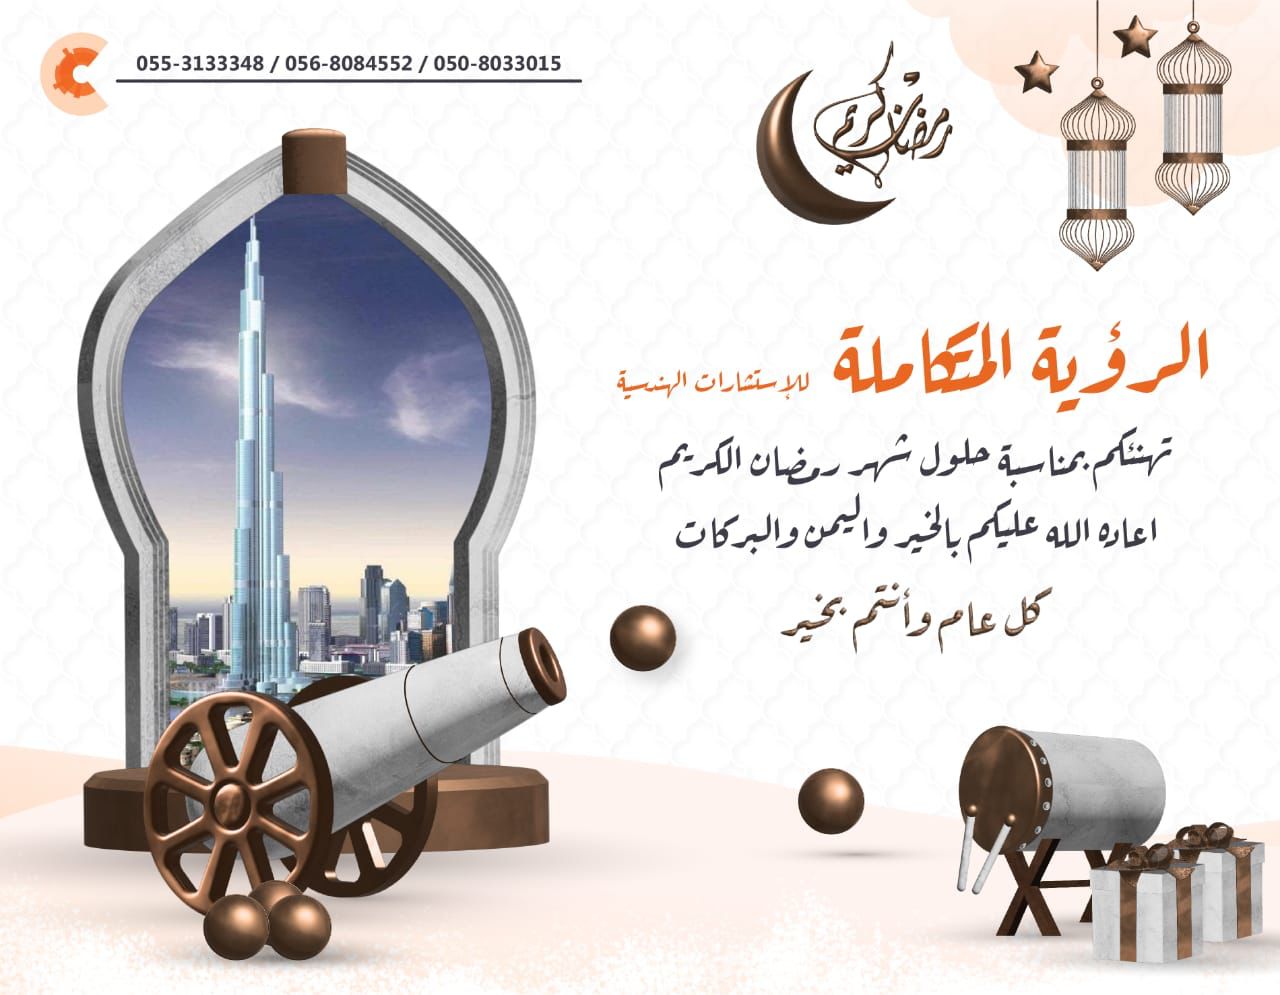 055-3133348 / 056-8084552 / 050-8033015
رمضان كريم
الرؤية المتكاملة للإستشارات الهندسية
تهنئكم بمناسبة حلول شهر رمضان الكريم
اعاده الله عليكم بالخير واليمن والبركات
كل عام وأنتم بخير